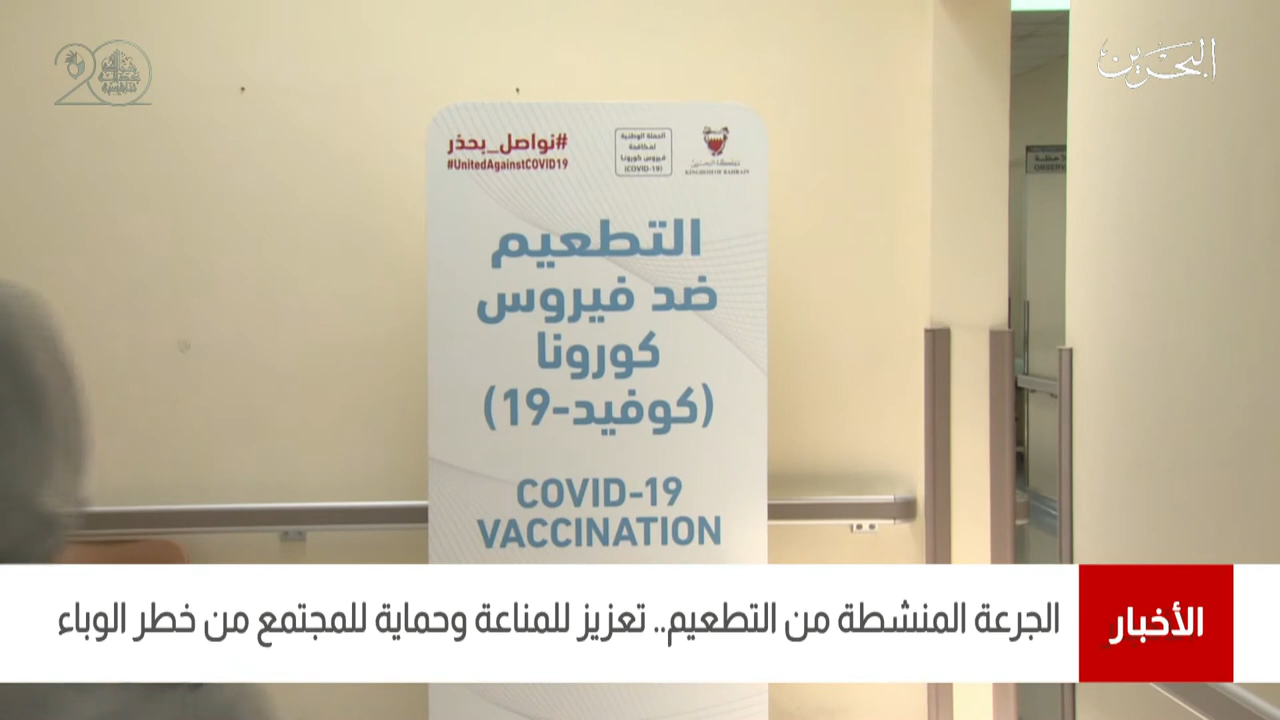 البحرين
20
#نواصل_بحذر
#UnitedAgainstCOVID19
الحملة الوطنية
لمكافحة
فيروس كورونا
(COVID-19)
مملكة البحرين
KINGDOM OF BAHRAIN
التطعيم
ضد فيروس
كورونا
(كوفيد-19)
COVID-19
VACCINATION
الأخبار
الجرعة المنشطة من التطعيم.. تعزيز للمناعة وحماية للمجتمع من خطر الوباء